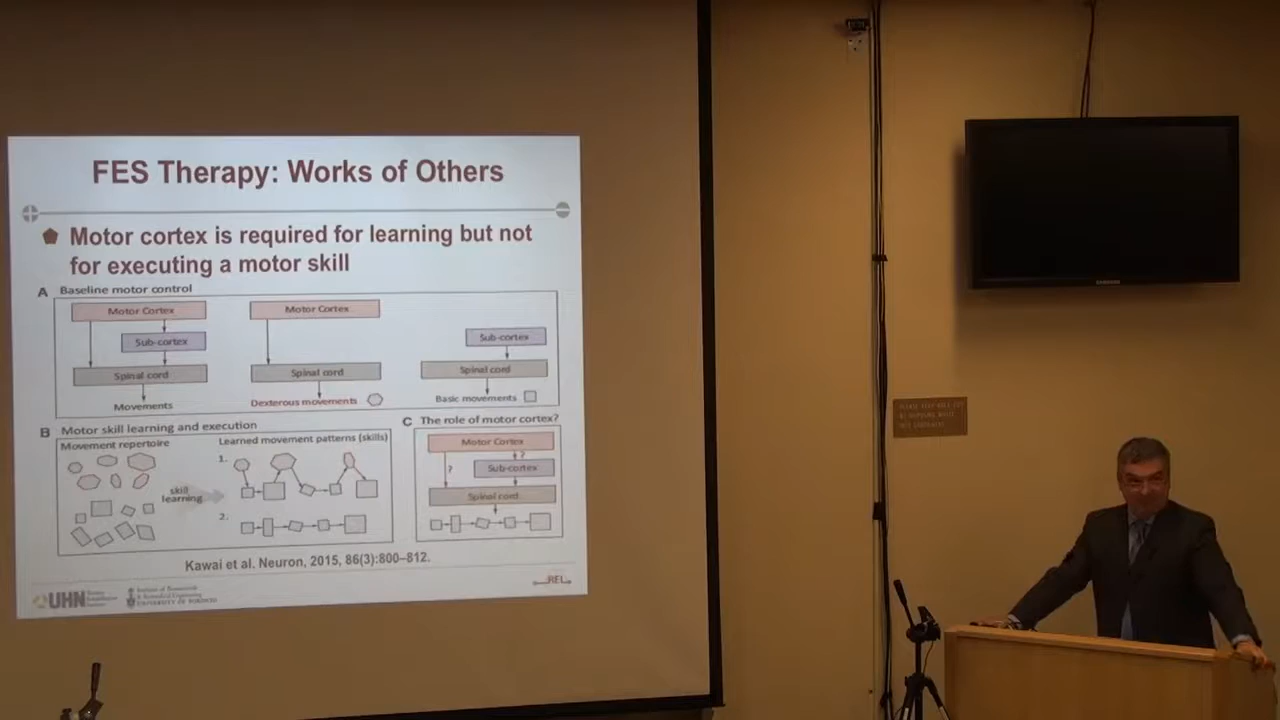 FES Therapy: Works of Others
Motor cortex is required for learning but not
for executing a motor skill
A Baseline motor control
Motor Cortex
Sub-cortex
Spinal cord
Movements
Motor Cortex
Spinal cord
Dexterous movements
Sub-cortex
Spinal cord
Basic movements
B Motor skill learning and execution
Movement repertoire
skill
learning
Learned movement patterns (skills)
1.
2.
C The role of motor cortex?
Motor Cortex
?
?
Sub-cortex
Spinal cord
Kawai et al. Neuron, 2015, 86(3):800–812.
UHN
UNIVERSITY OF TORONTO
REL
SAMSUNG